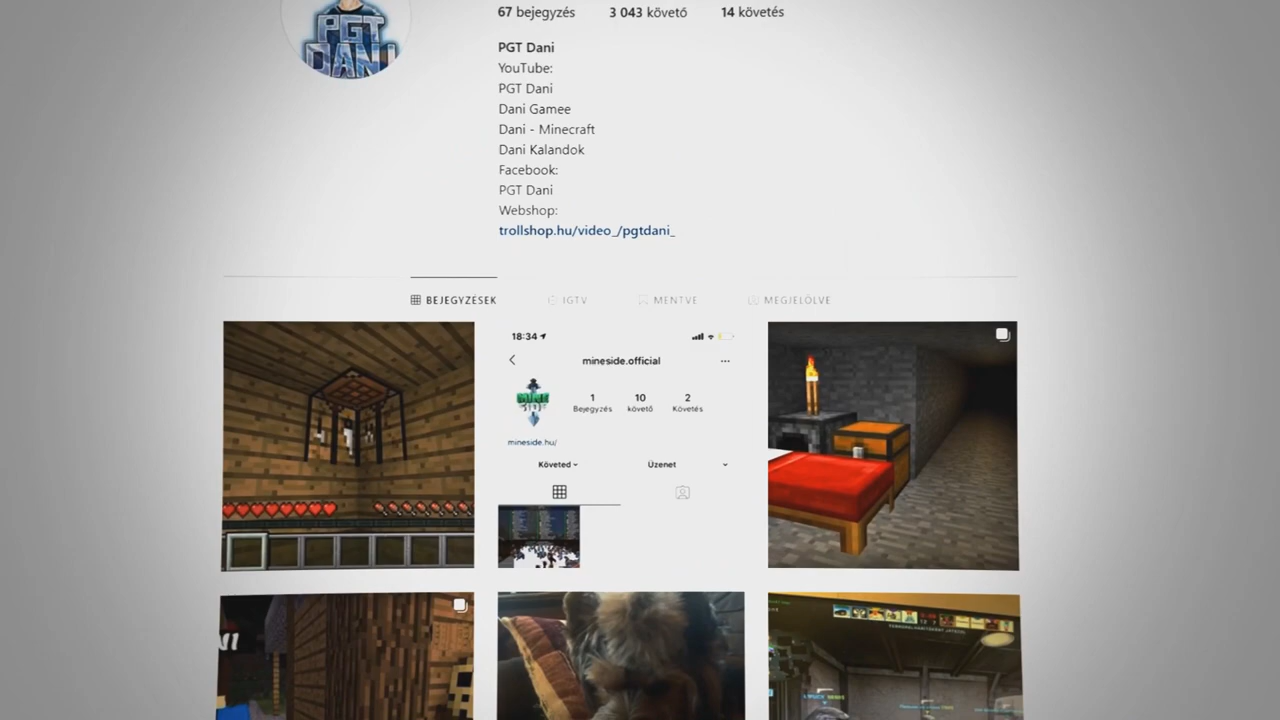 PGT
DANI
67 bejegyzés 3 043 követő 14 követés
PGT Dani
YouTube:
PGT Dani
Dani Gamee
Dani - Minecraft
Dani Kalandok
Facebook:
PGT Dani
Webshop:
trollshop.hu/video_/pgtdani_
BEJEGYZÉSEK IGTV MENTVE MEGJELÖLVE
18:34
mineside.official
MINE
SIDE
1 10 2
Bejegyzés követő Követés
mineside.hu/
Követed Üzenet